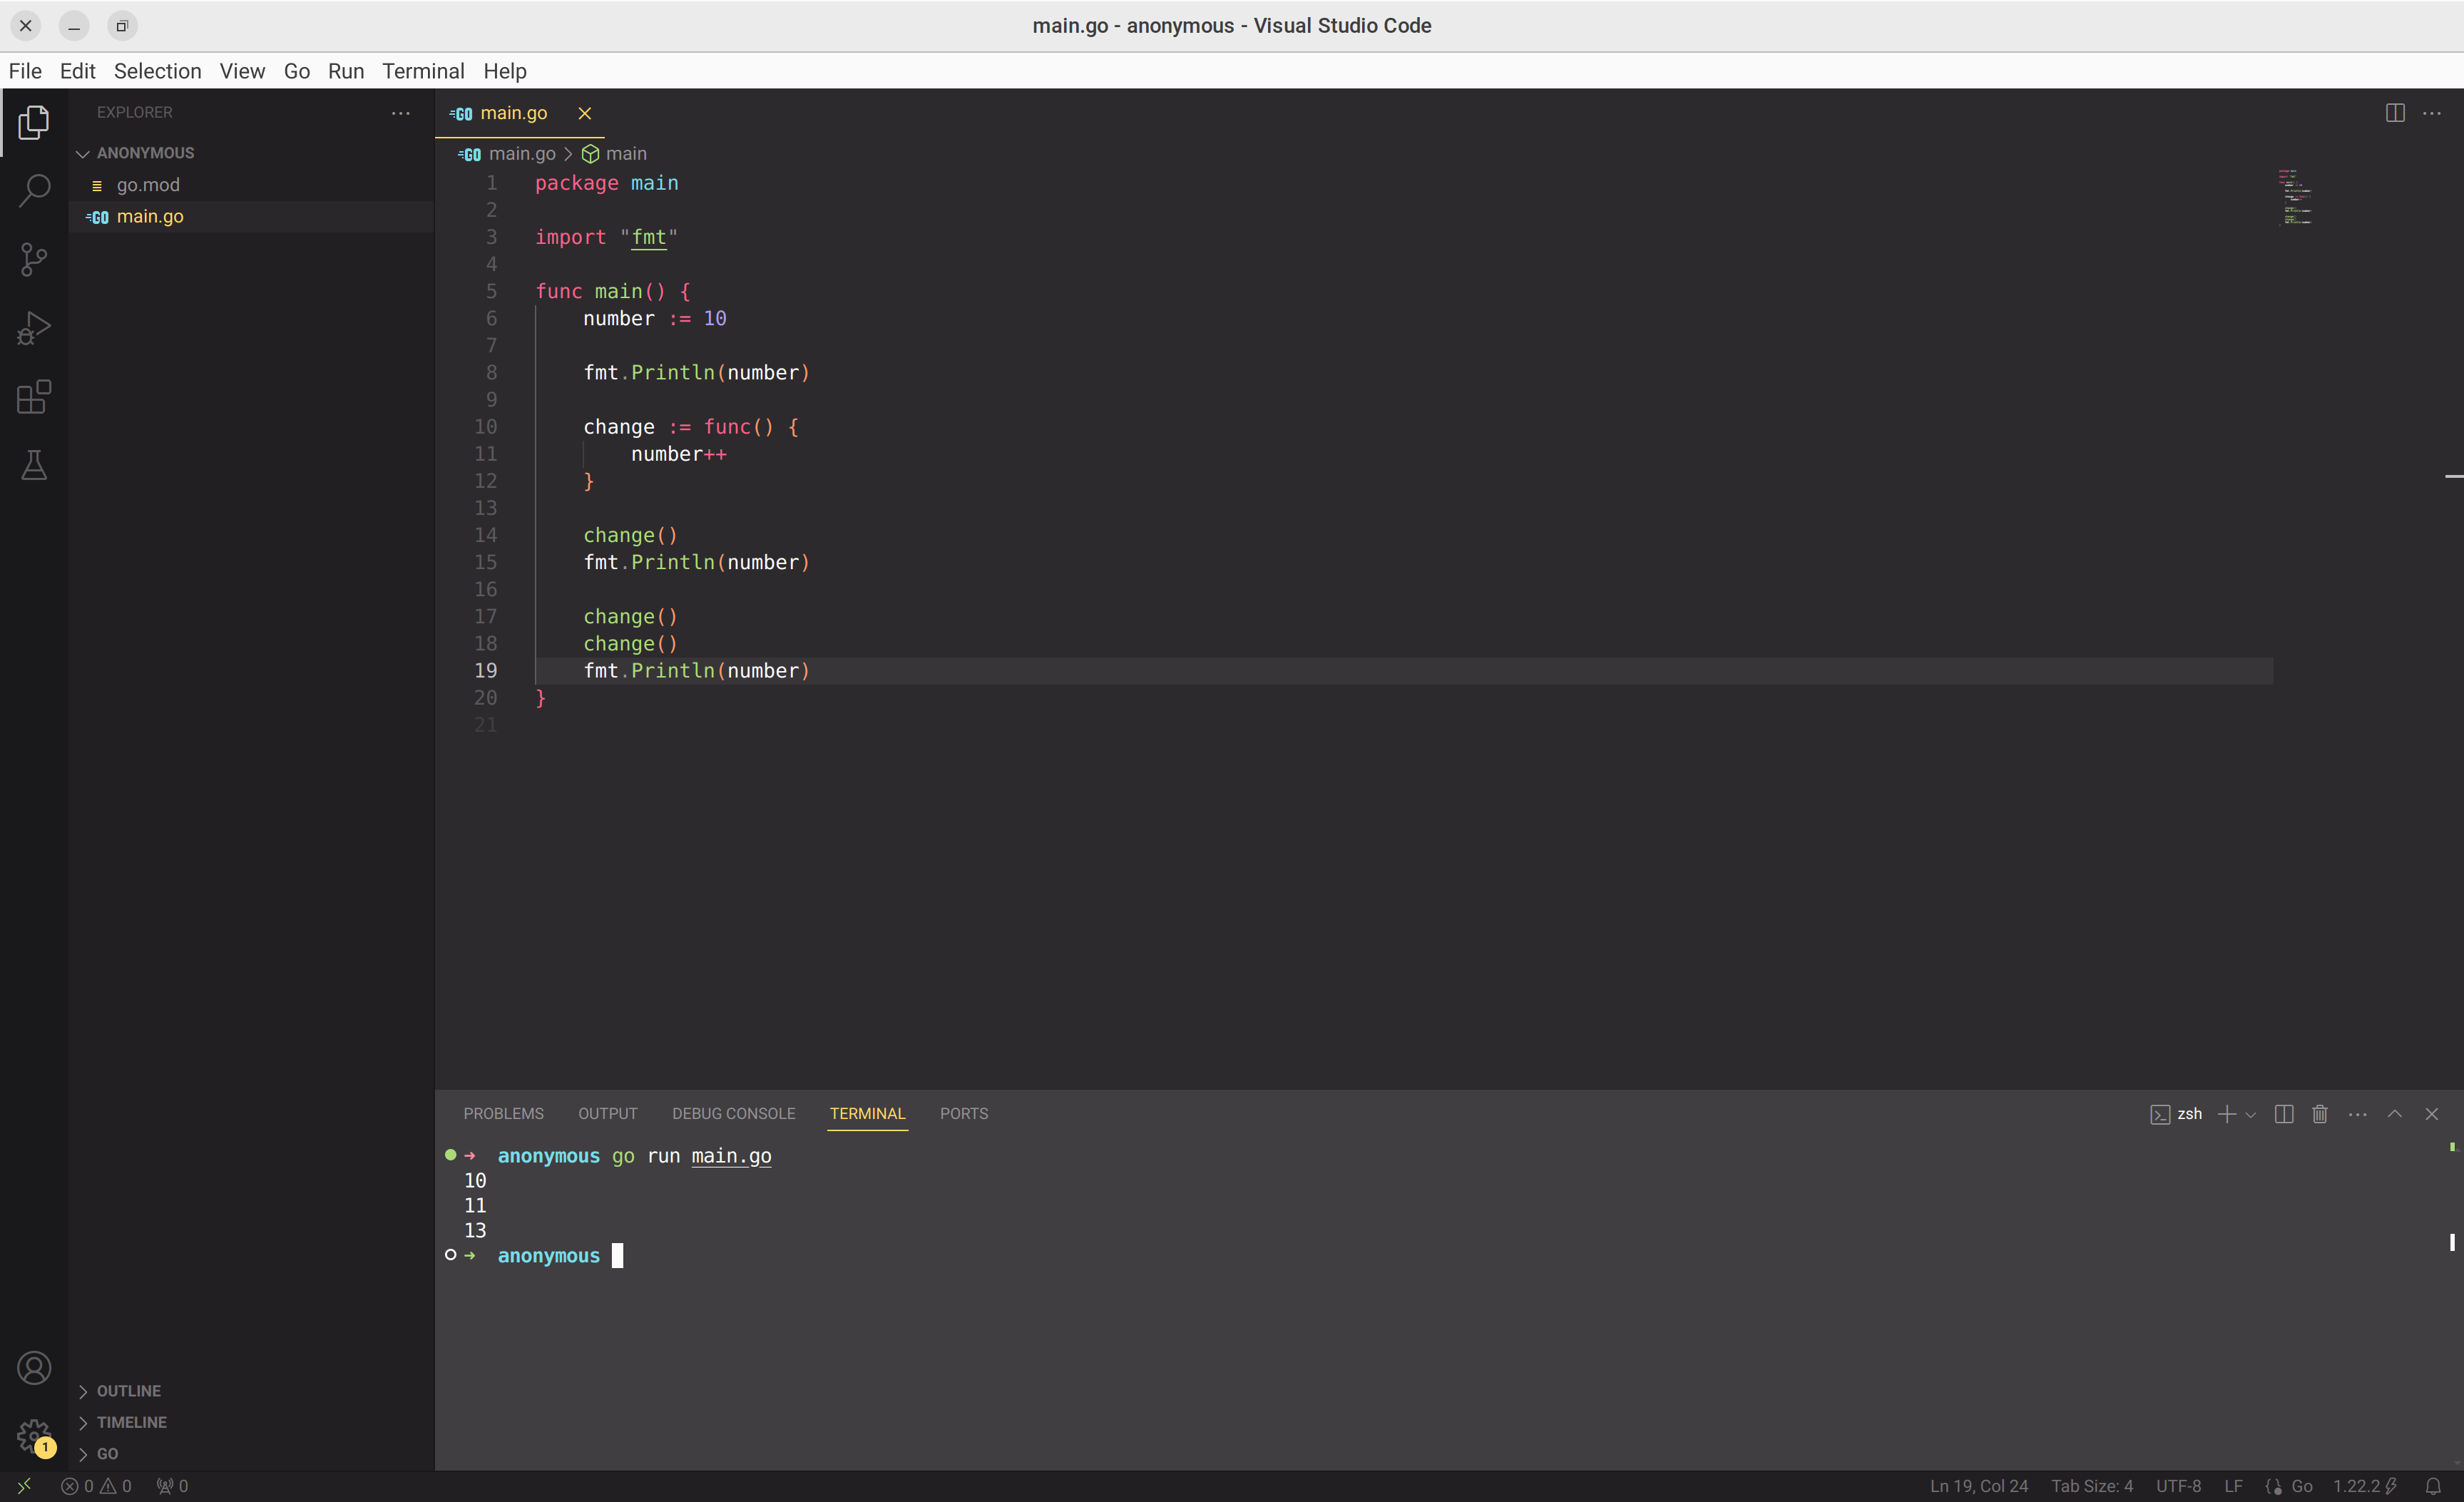 main.go - anonymous - Visual Studio Code
File Edit Selection View Go Run Terminal Help
EXPLORER
ANONYMOUS
go.mod
GO main.go
GO main.go
GO main.go > main
1 package main
2
3 import "fmt"
4
5 func main() {
6 number := 10
7
8 fmt.Println(number)
9
10 change := func() {
11 number++
12 }
13
14 change()
15 fmt.Println(number)
16
17 change()
18 change()
19 fmt.Println(number)
20 }
21
PROBLEMS OUTPUT DEBUG CONSOLE TERMINAL PORTS
zsh
→ anonymous go run main.go
10
11
13
→ anonymous
OUTLINE
TIMELINE
GO
1
0 0 0
Ln 19, Col 24 Tab Size: 4 UTF-8 LF Go 1.22.2